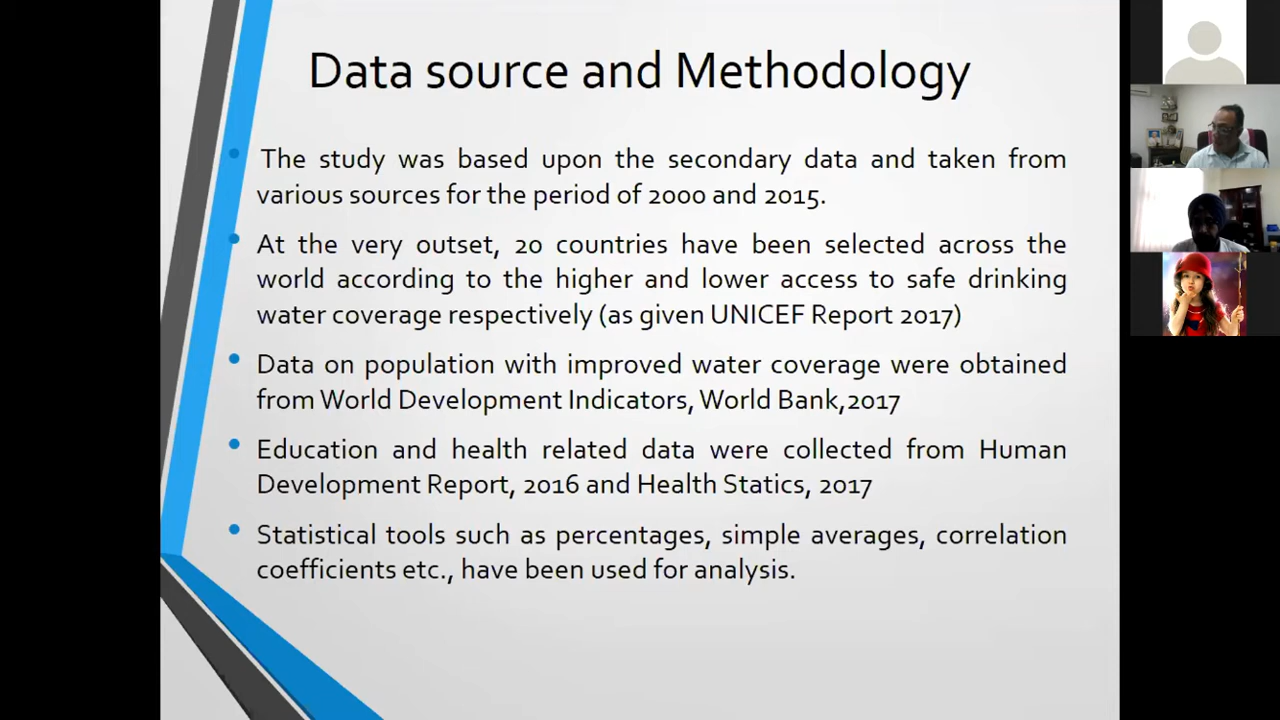 Data source and Methodology
The study was based upon the secondary data and taken from
various sources for the period of 2000 and 2015.
At the very outset, 20 countries have been selected across the
world according to the higher and lower access to safe drinking
water coverage respectively (as given UNICEF Report 2017)
Data on population with improved water coverage were obtained
from World Development Indicators, World Bank,2017
Education and health related data were collected from Human
Development Report, 2016 and Health Statics, 2017
Statistical tools such as percentages, simple averages, correlation
coefficients etc., have been used for analysis.